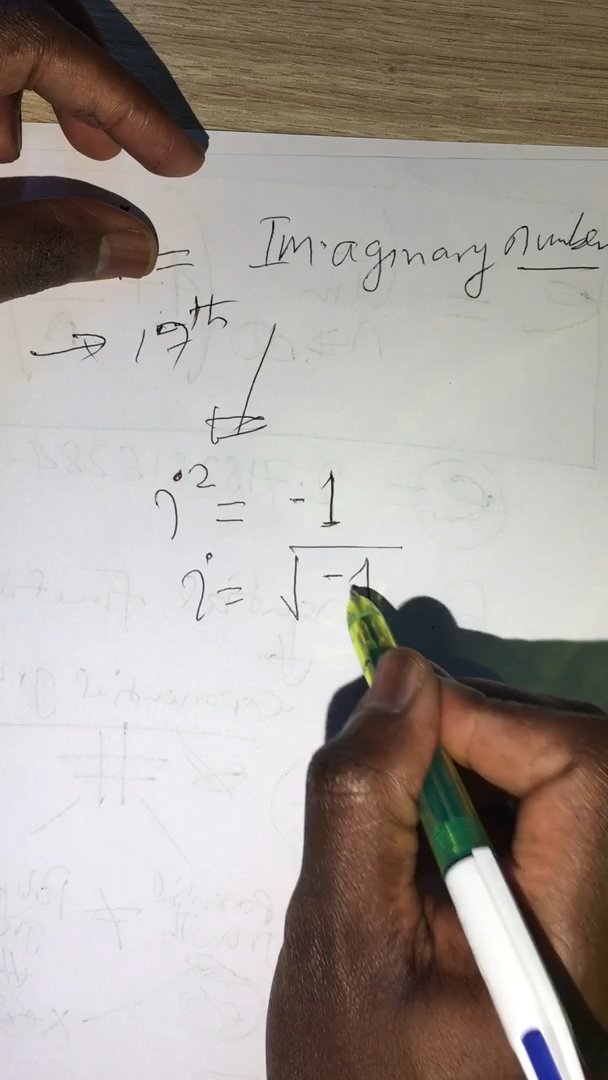 = Imaginary number
→ 17th
i² = -1
i = √-1